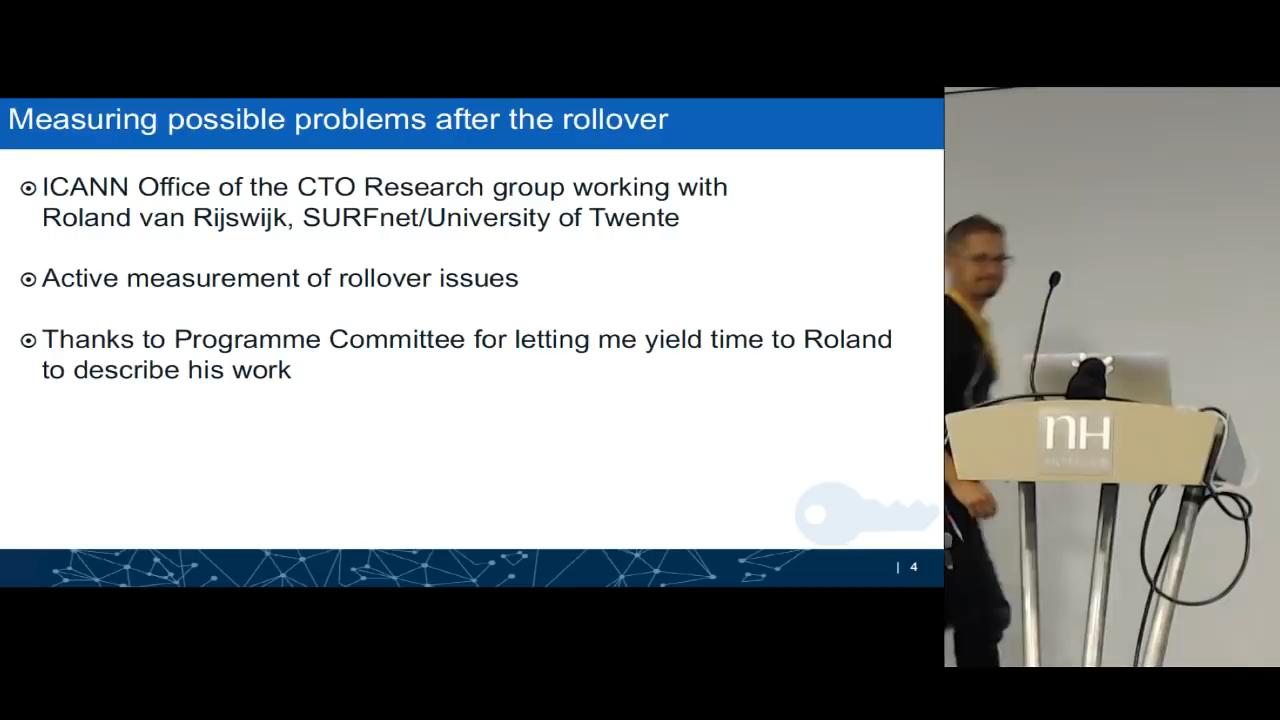 Measuring possible problems after the rollover
ICANN Office of the CTO Research group working with
Roland van Rijswijk, SURFnet/University of Twente
Active measurement of rollover issues
Thanks to Programme Committee for letting me yield time to Roland
to describe his work
| 4
nH